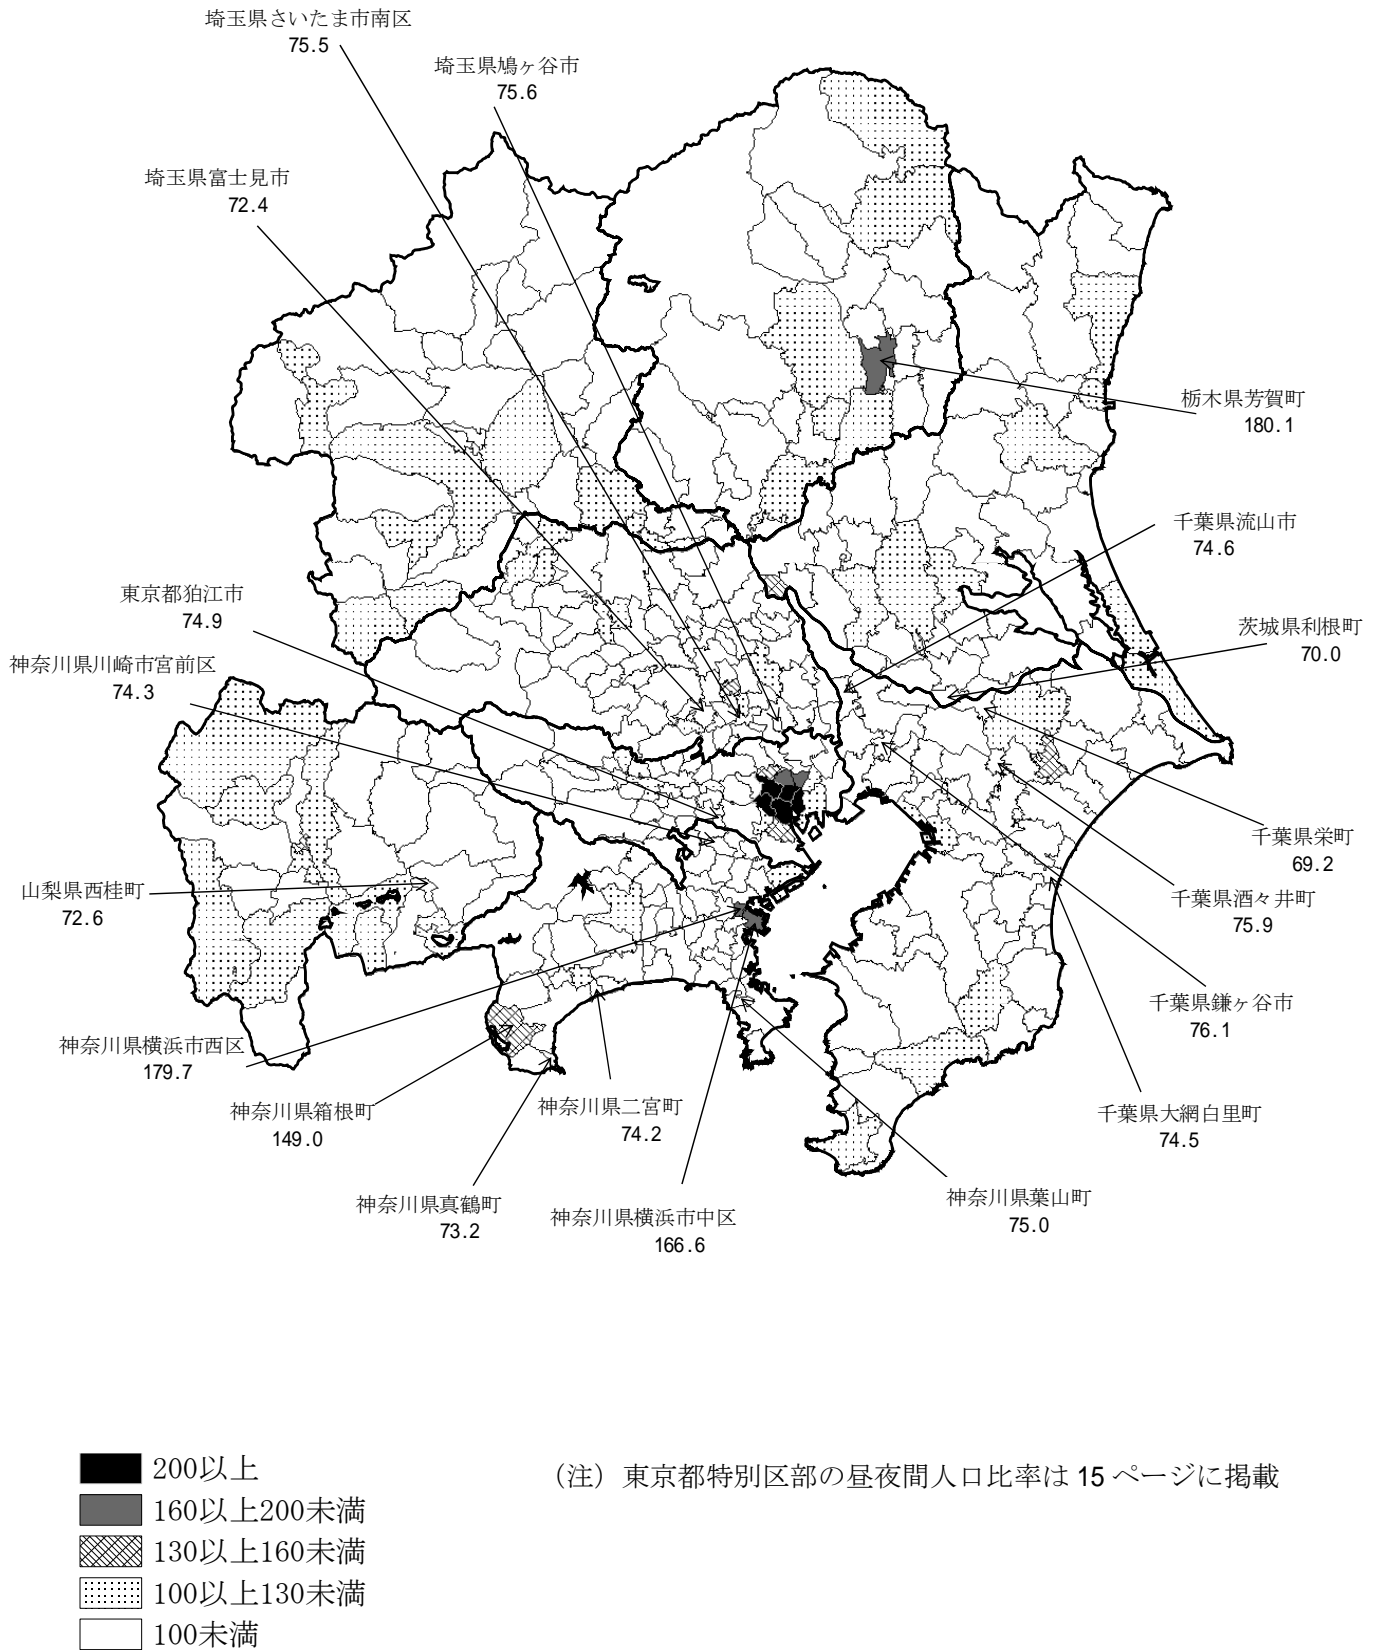 埼玉県さいたま市南区
75.5
埼玉県鳩ヶ谷市
75.6
埼玉県富士見市
72.4
栃木県芳賀町
180.1
千葉県流山市
74.6
東京都狛江市
74.9
茨城県利根町
70.0
神奈川県川崎市宮前区
74.3
千葉県栄町
69.2
山梨県西桂町
72.6
千葉県酒々井町
75.9
千葉県鎌ヶ谷市
76.1
神奈川県横浜市西区
179.7
神奈川県箱根町
149.0
神奈川県二宮町
74.2
千葉県大網白里町
74.5
神奈川県真鶴町
73.2
神奈川県横浜市中区
166.6
神奈川県葉山町
75.0
200以上
（注）東京都特別区部の昼夜間人口比率は 15 ページに掲載
160以上200未満
130以上160未満
100以上130未満
100未満